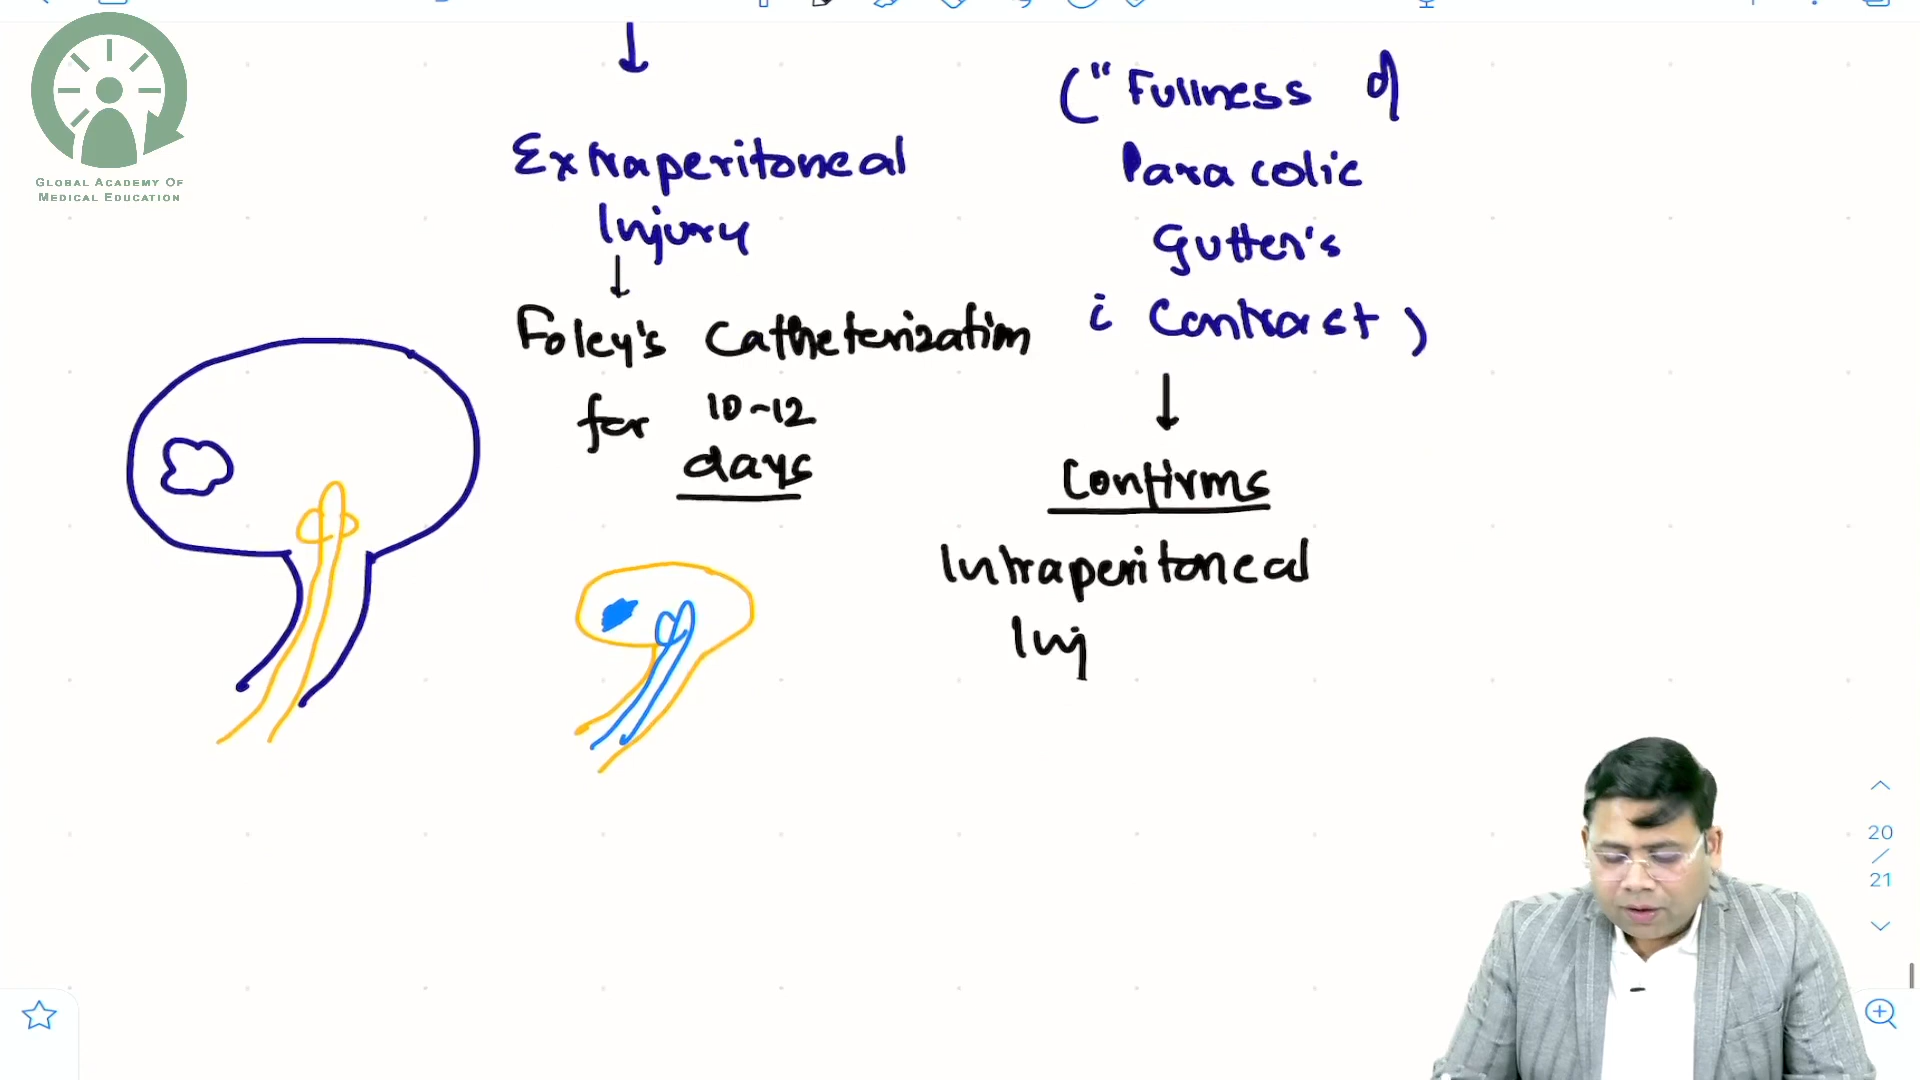 GLOBAL ACADEMY OF
MEDICAL EDUCATION
Extraperitoneal
Injury
Foley's Catheterization
for 10-12
days
("Fullness of
Paracolic
Gutter's
c Contrast)
Confirms
Intraperitoneal
Inj
20
/
21